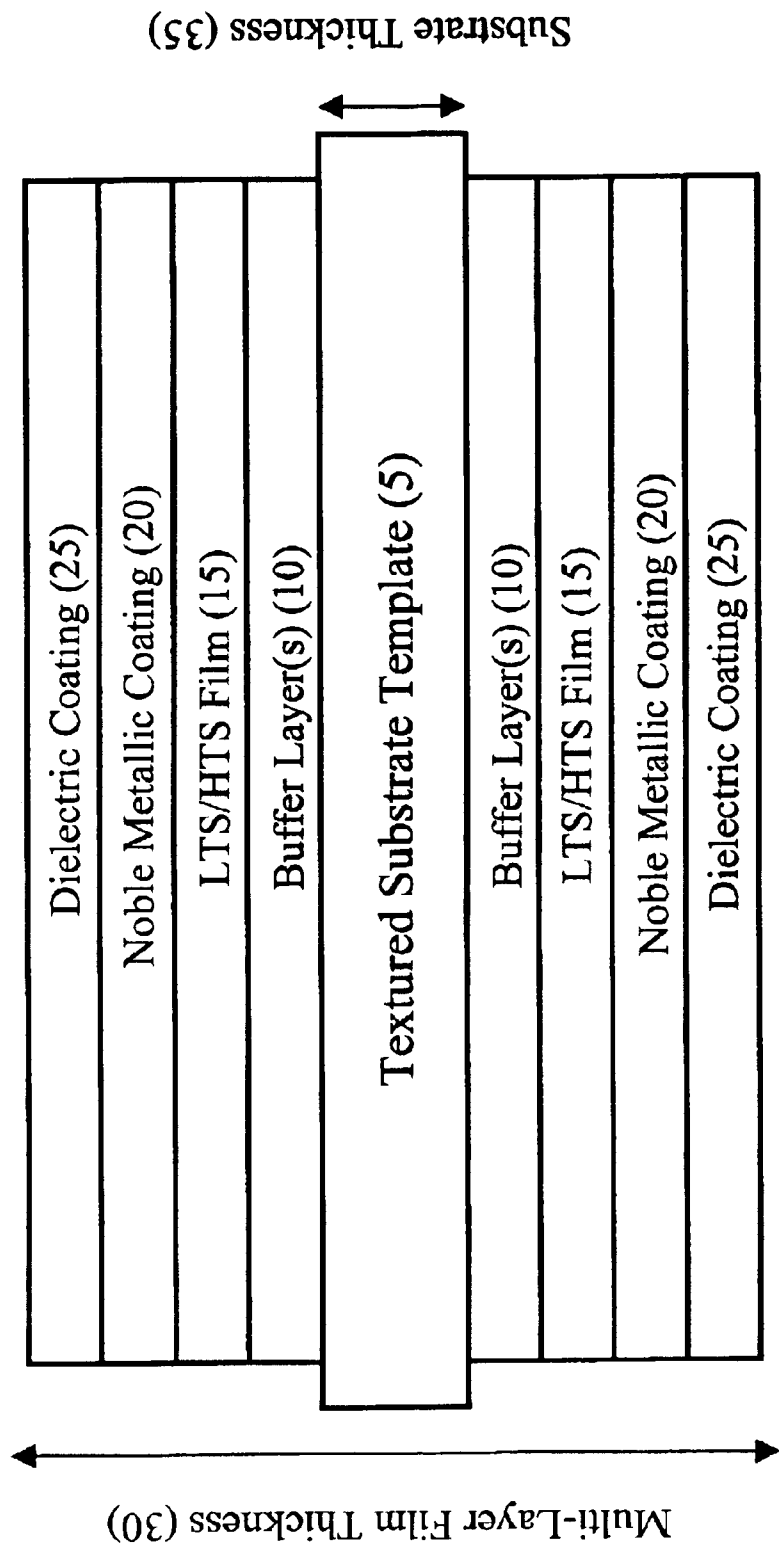 Substrate Thickness (35)
Dielectric Coating (25)
Noble Metallic Coating (20)
LTS/HTS Film (15)
Buffer Layer(s) (10)
Textured Substrate Template (5)
Buffer Layer(s) (10)
LTS/HTS Film (15)
Noble Metallic Coating (20)
Dielectric Coating (25)
Multi-Layer Film Thickness (30)